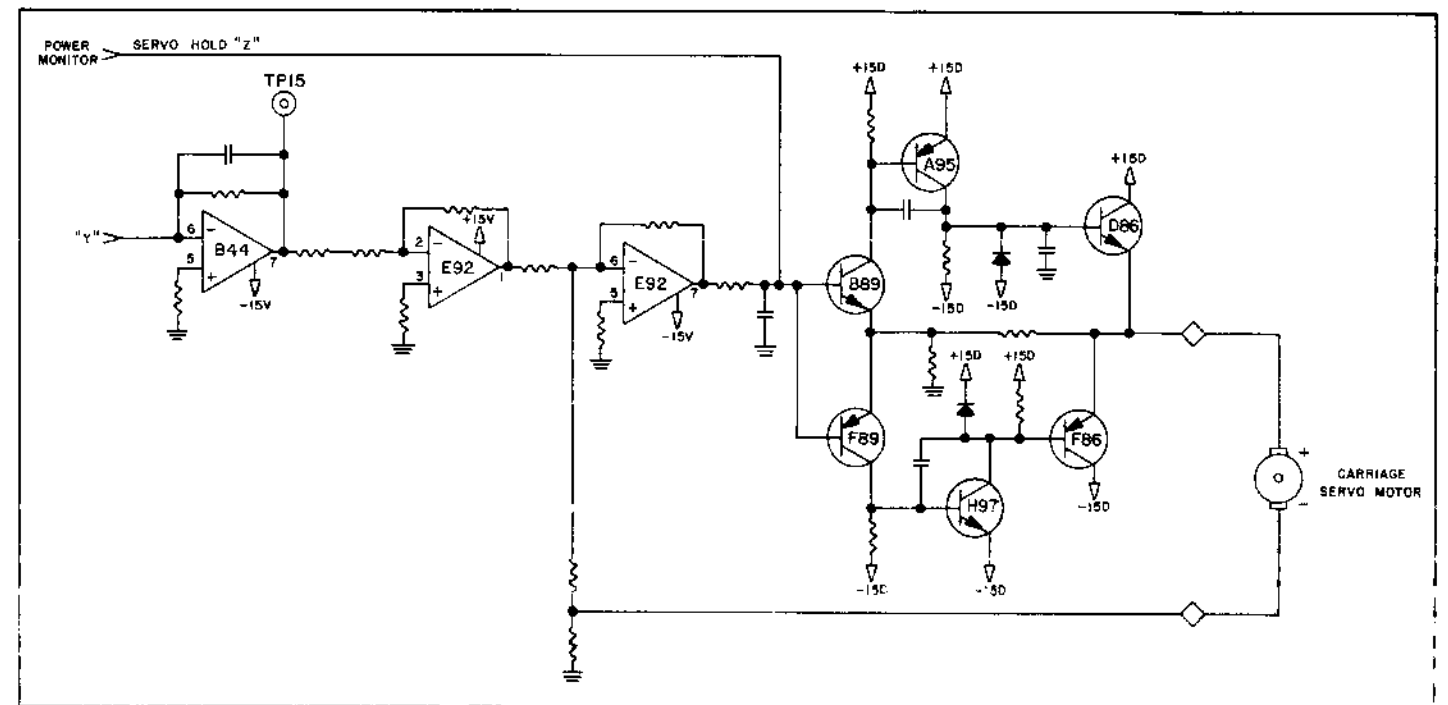 POWER MONITOR
SERVO HOLD "Z"
TP15
+15D
+15D
A95
+15D
D86
"Y"
6
5
B44
7
-15V
2
3
+15V
E92
1
6
5
E92
7
-15V
B89
-15D
-15D
+15D
+15D
F89
F86
H97
-15D
-15D
-15D
+
-
CARRIAGE
SERVO MOTOR